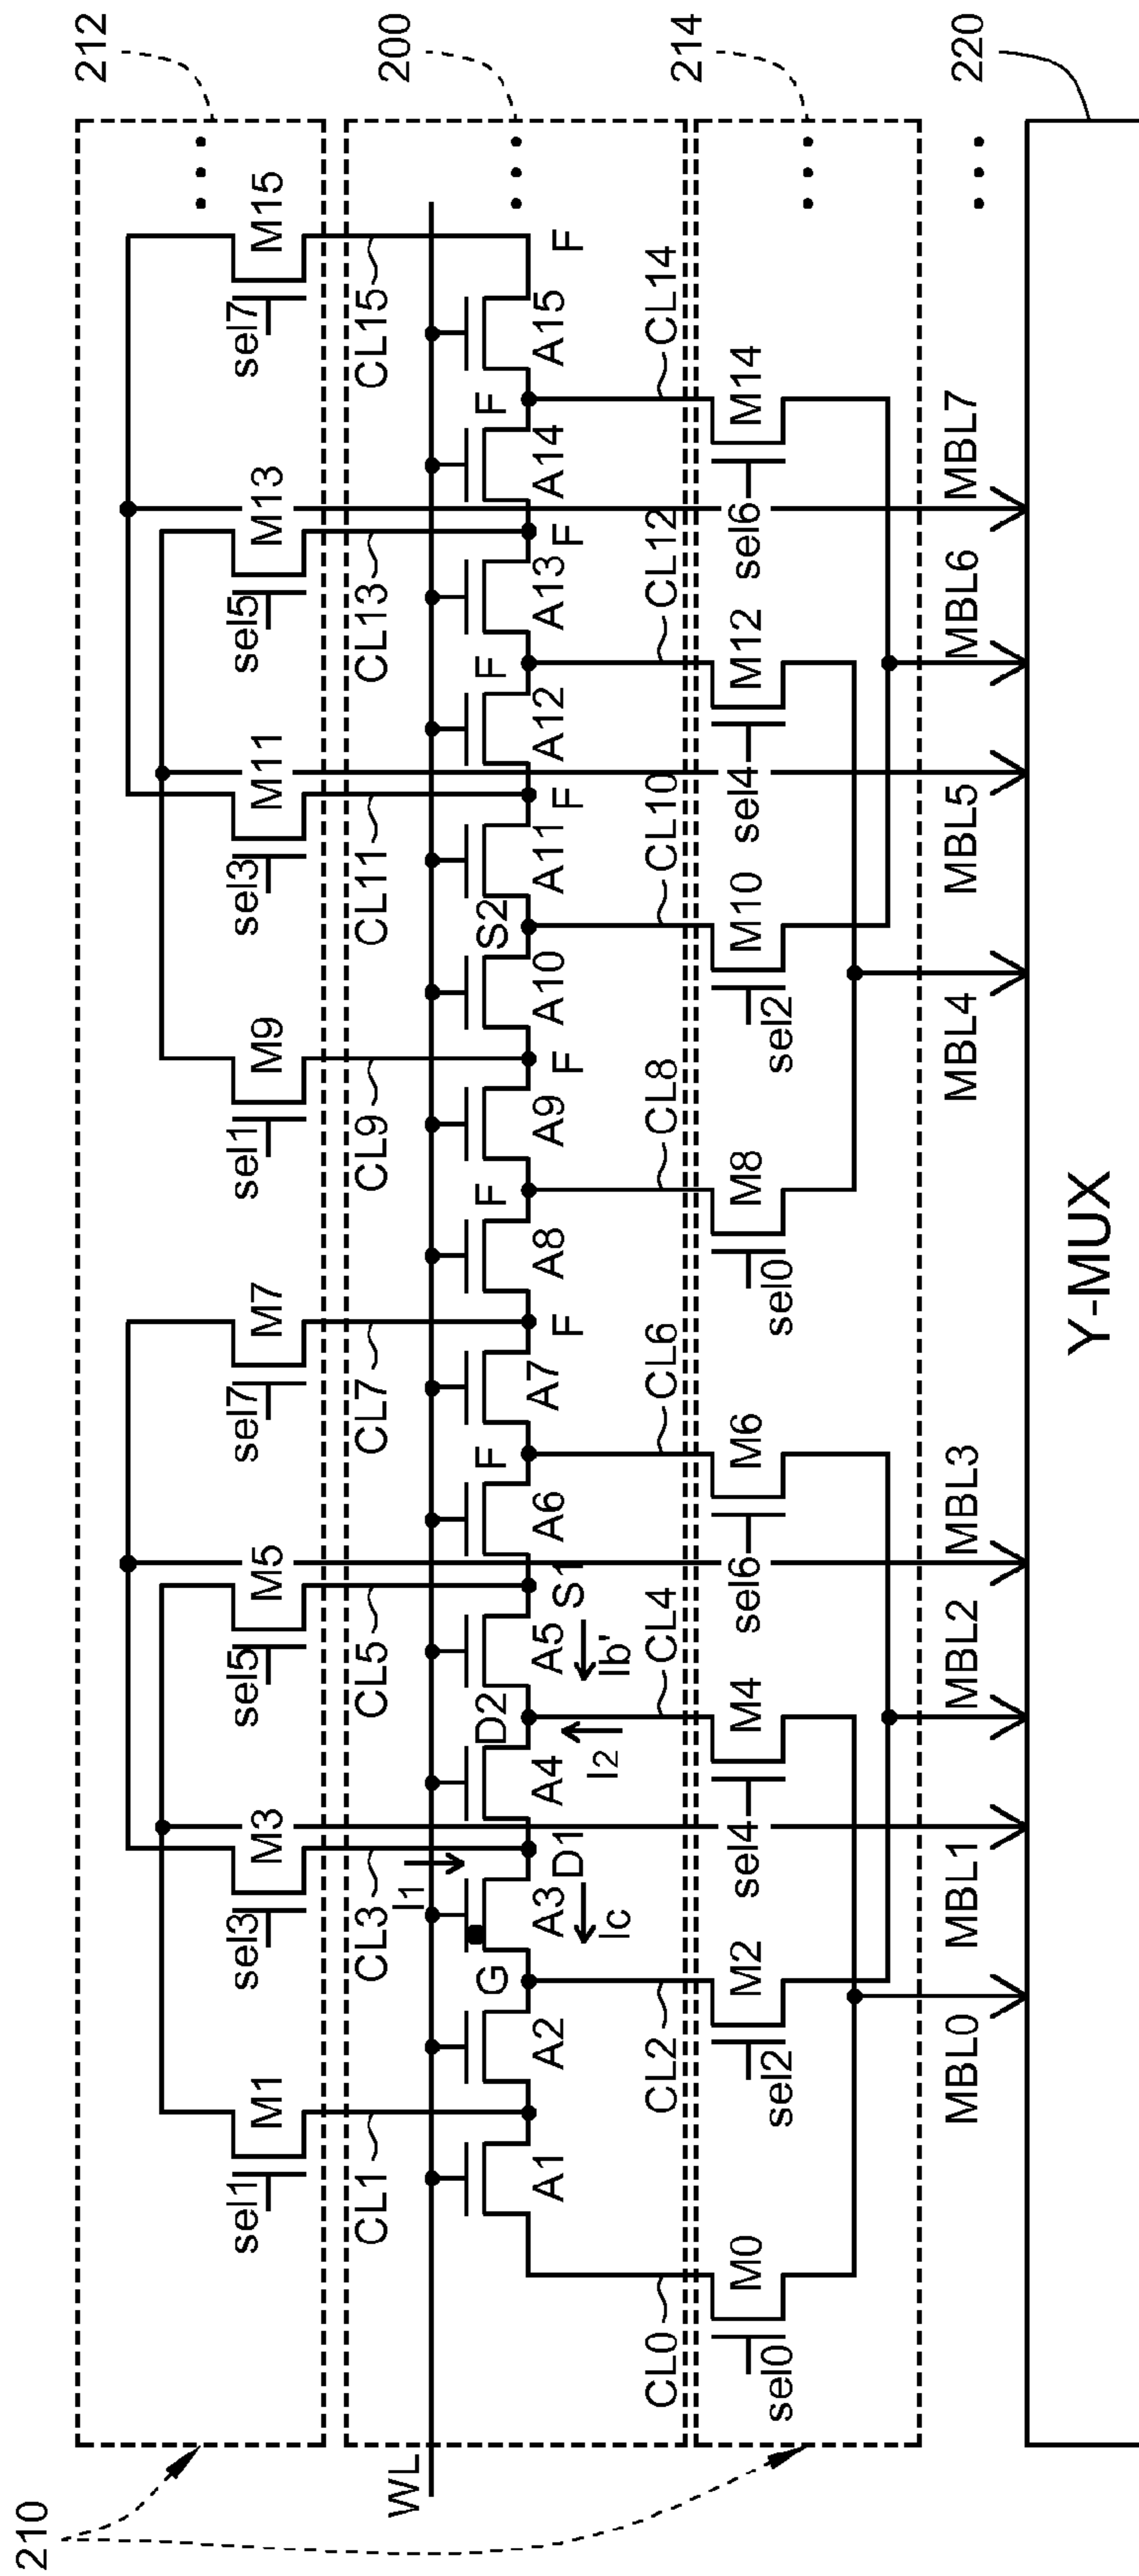 210
212
200
214
220
sel1
M1
sel3
M3
sel5
M5
sel7
M7
sel1
M9
sel3
M11
sel5
M13
sel7
M15
CL1
CL3
CL5
CL7
CL9
CL11
CL13
CL15
WL
I1
G
D2
F
F
S2
F
F
A1
A2
A3
A4
A5
A6
A7
A8
A9
A10
A11
A12
A13
A14
A15
D1
S1
F
F
F
F
F
Ic
I2
Ib'
CL0
CL2
CL4
CL6
CL8
CL10
CL12
CL14
M0
M2
M4
M6
M8
M10
M12
M14
sel0
sel2
sel4
sel6
sel0
sel2
sel4
sel6
MBL0
MBL1
MBL2
MBL3
MBL4
MBL5
MBL6
MBL7
Y-MUX